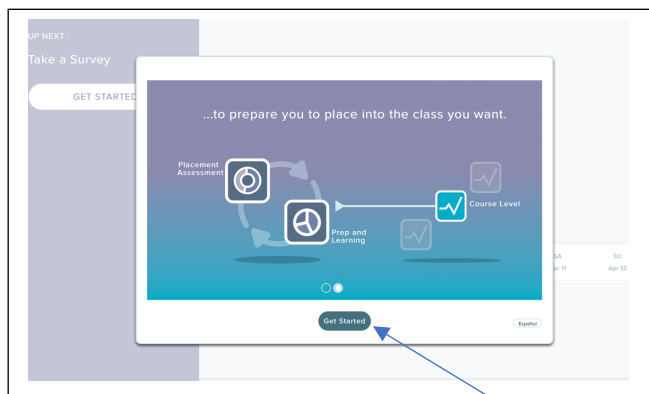 UP NEXT :
Take a Survey
GET STARTED
...to prepare you to place into the class you want.
Placement
Assessment
Prep and
Learning
Course Level
SA
SU
pr 11
Apr 12
Get Started
Español